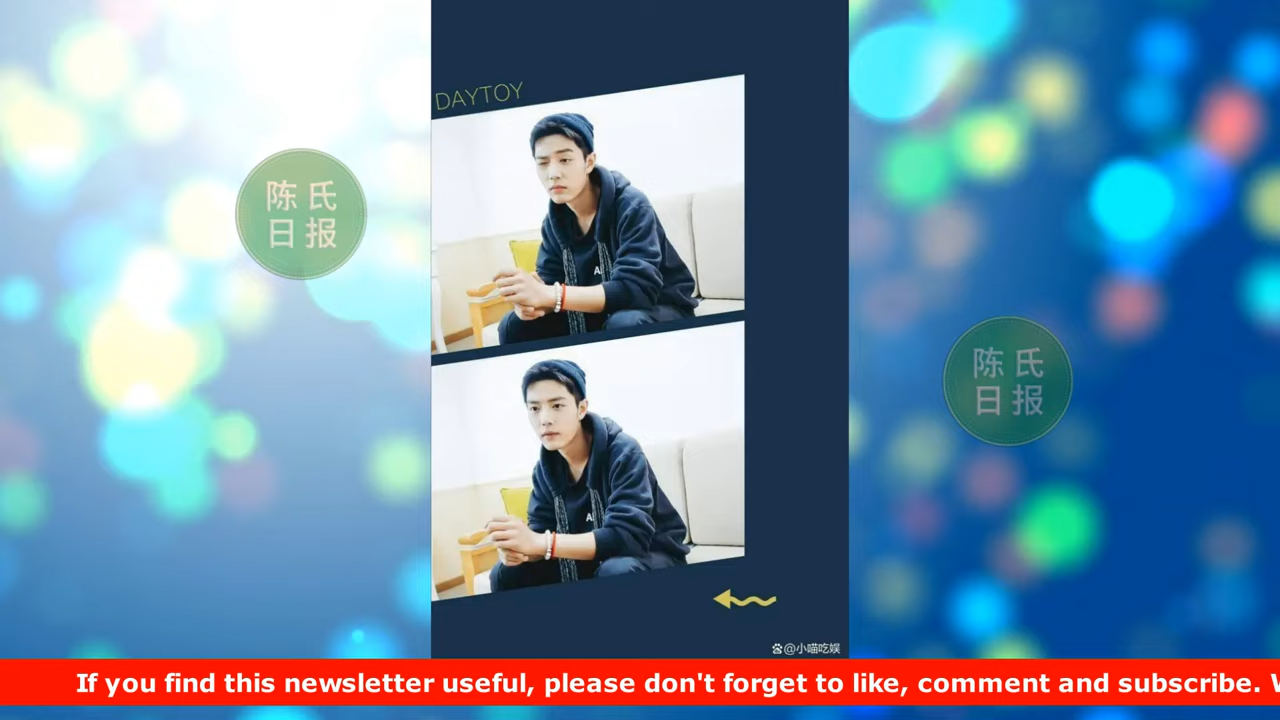 DAYTOY
陈氏
日报
陈氏
日报
@小喵吃娱
If you find this newsletter useful, please don't forget to like, comment and subscribe.